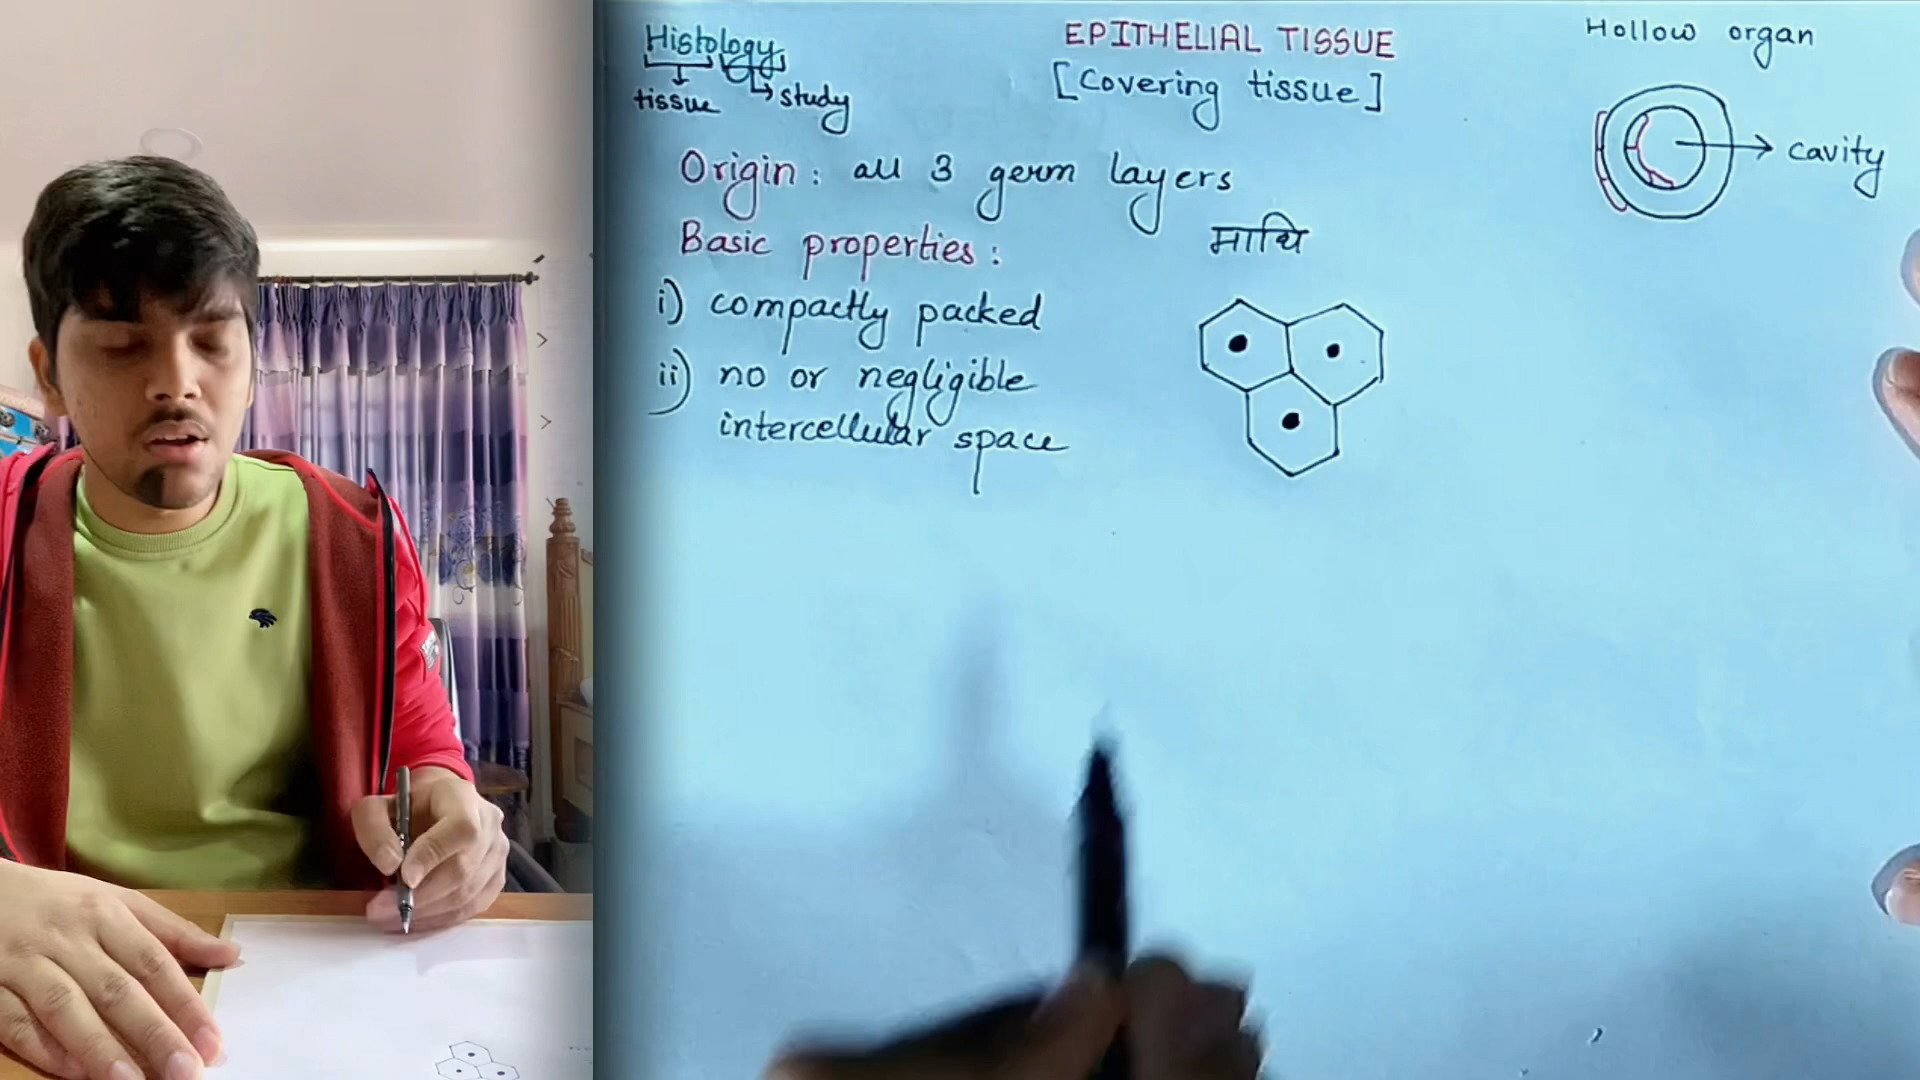 Histology
tissue
study
EPITHELIAL TISSUE
[Covering tissue]
Hollow organ
cavity
Origin: all 3 germ layers
Basic properties:
माथि
i) compactly packed
ii) no or negligible
intercellular space